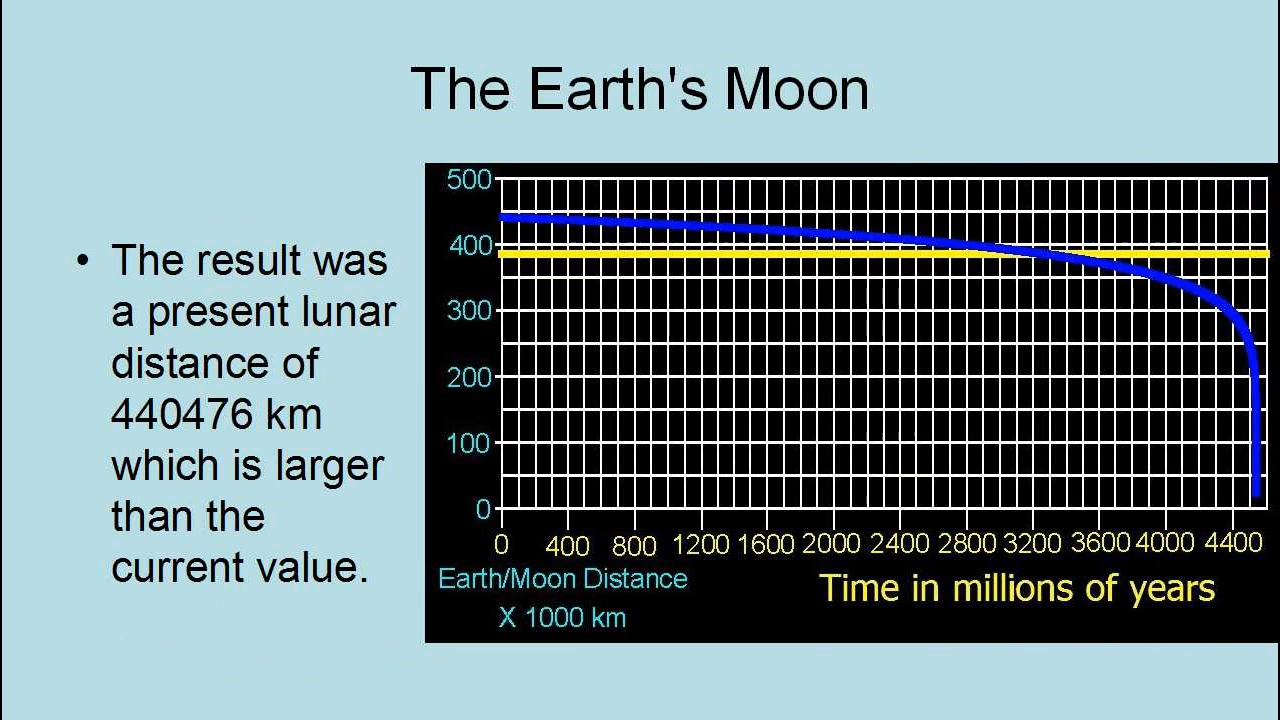 The Earth's Moon
• The result was
a present lunar
distance of
440476 km
which is larger
than the
current value.
500
400
300
200
100
0
0 400 800 1200 1600 2000 2400 2800 3200 3600 4000 4400
Earth/Moon Distance
X 1000 km
Time in millions of years